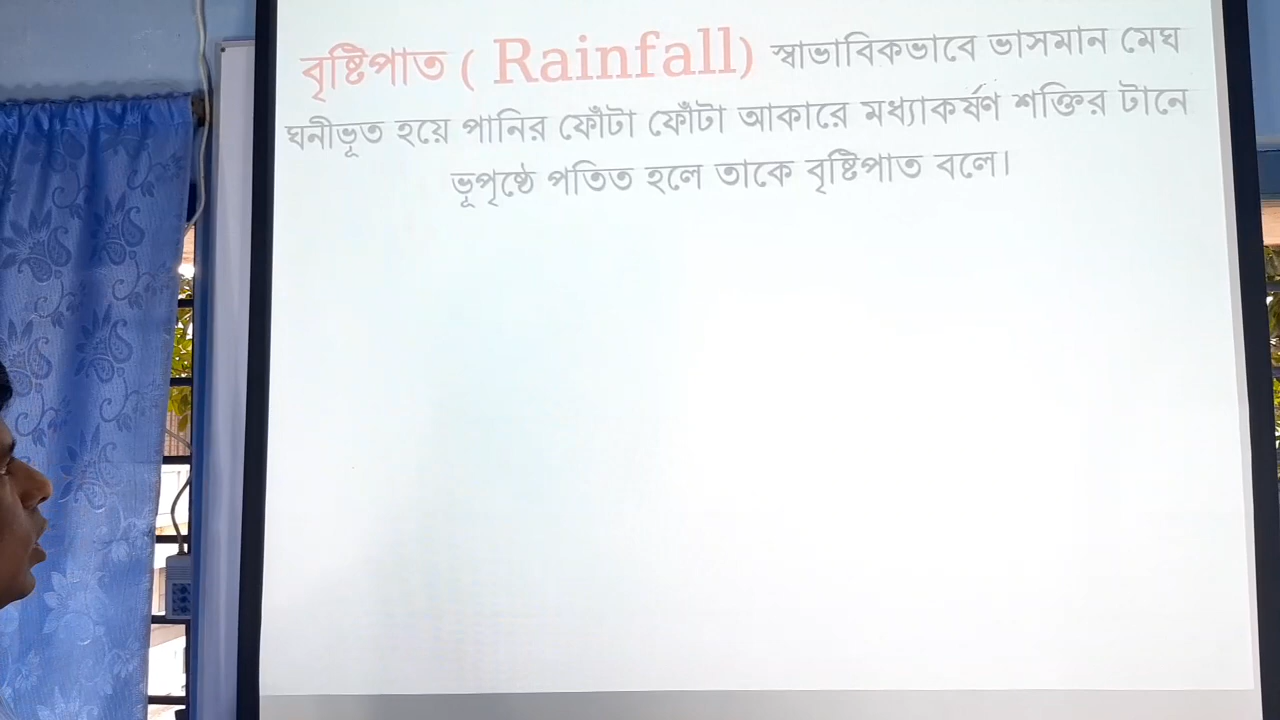 বৃষ্টিপাত ( Rainfall) স্বাভাবিকভাবে ভাসমান মেঘ
ঘনীভূত হয়ে পানির ফোঁটা ফোঁটা আকারে মধ্যাকর্ষণ শক্তির টানে
ভূপৃষ্ঠে পতিত হলে তাকে বৃষ্টিপাত বলে।